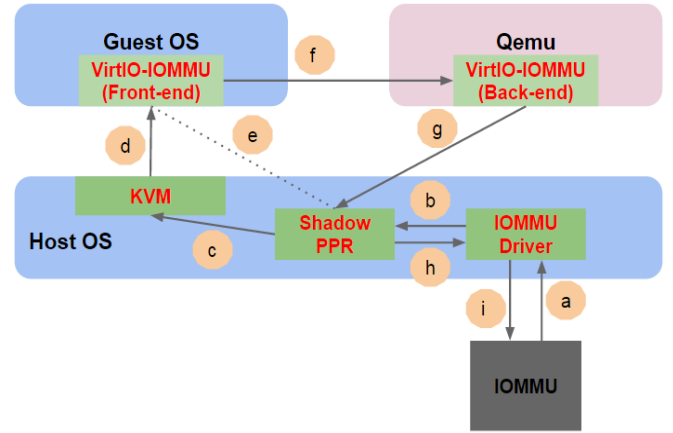 Guest OS
VirtIO-IOMMU
(Front-end)
f
Qemu
VirtIO-IOMMU
(Back-end)
d
e
g
KVM
Host OS
c
Shadow
PPR
b
h
IOMMU
Driver
i
a
IOMMU